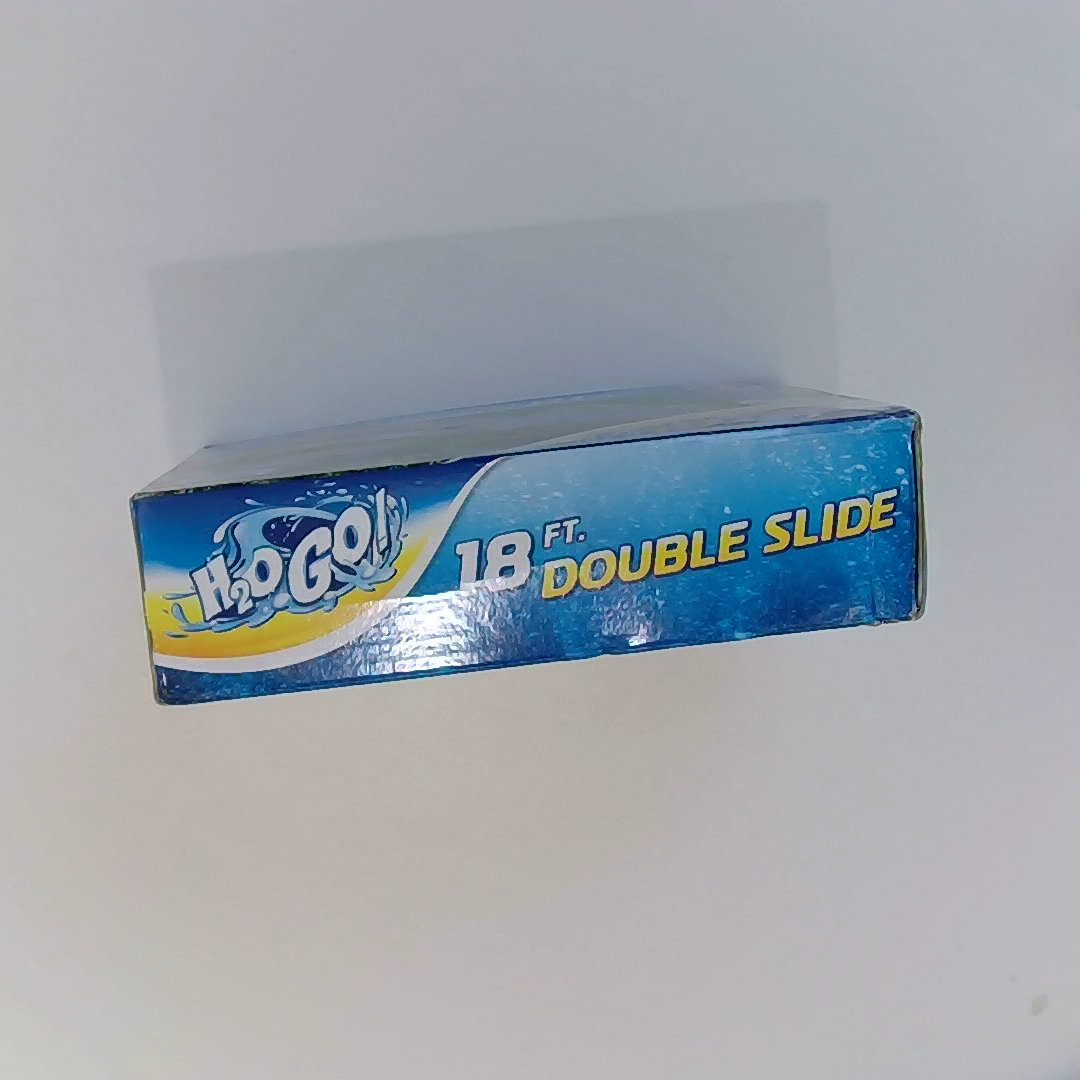 H2OGO!
18 FT.
DOUBLE SLIDE